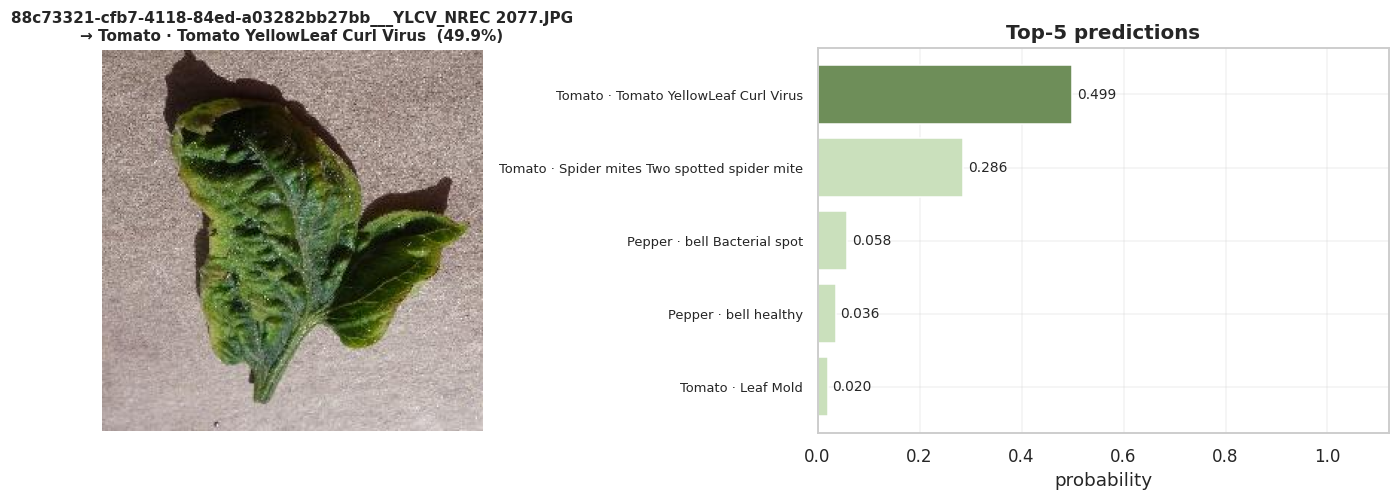 88c73321-cfb7-4118-84ed-a03282bb27bb___YLCV_NREC 2077.JPG
→ Tomato · Tomato YellowLeaf Curl Virus (49.9%)
Top-5 predictions
Tomato · Tomato YellowLeaf Curl Virus
0.499
Tomato · Spider mites Two spotted spider mite
0.286
Pepper · bell Bacterial spot
0.058
Pepper · bell healthy
0.036
Tomato · Leaf Mold
0.020
0.0 0.2 0.4 0.6 0.8 1.0
probability